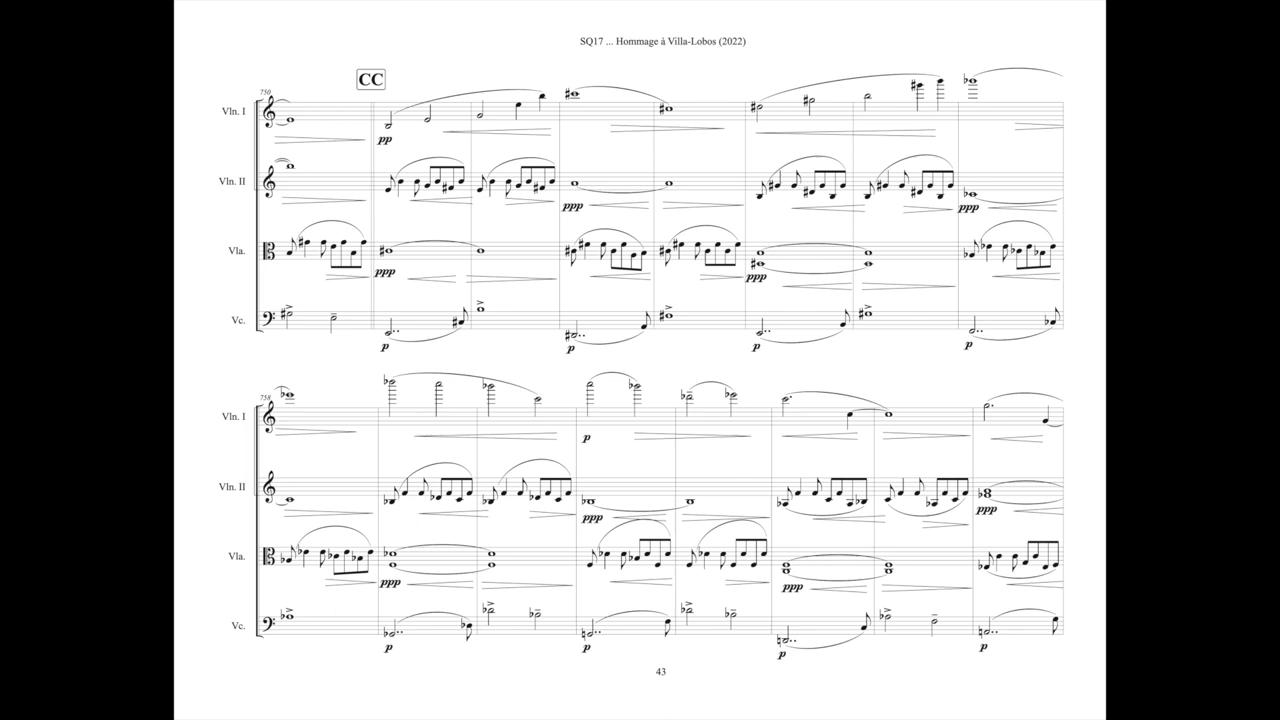 SQ17 ... Hommage à Villa-Lobos (2022)
CC
750
Vln. I
pp
Vln. II
ppp
ppp
Vla.
ppp
ppp
Vc.
p
p
p
p
758
Vln. I
p
Vln. II
ppp
ppp
Vla.
ppp
ppp
Vc.
p
p
p
p
43